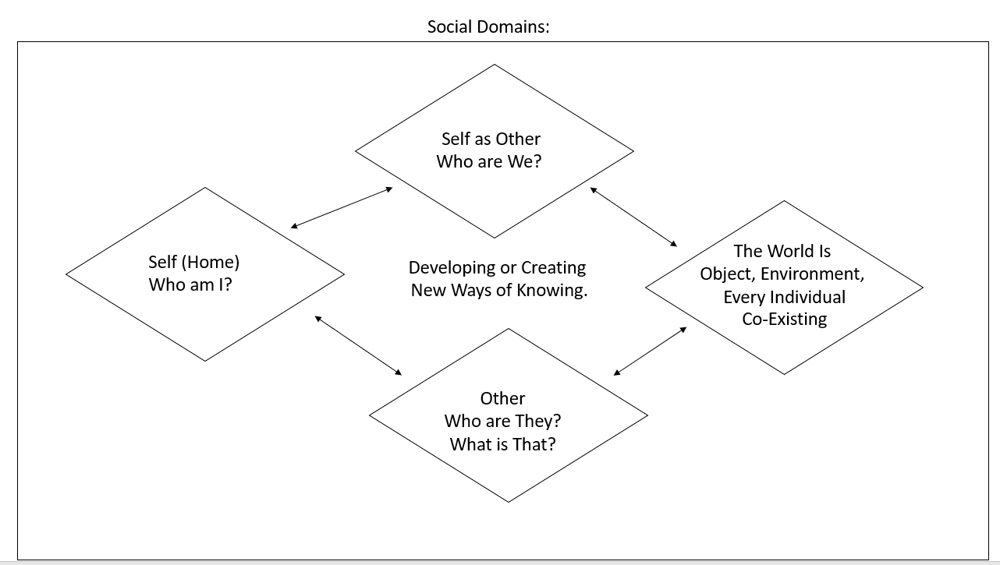 Social Domains:
Self as Other
Who are We?
Self (Home)
Who am I?
Developing or Creating
New Ways of Knowing.
The World Is
Object, Environment,
Every Individual
Co-Existing
Other
Who are They?
What is That?